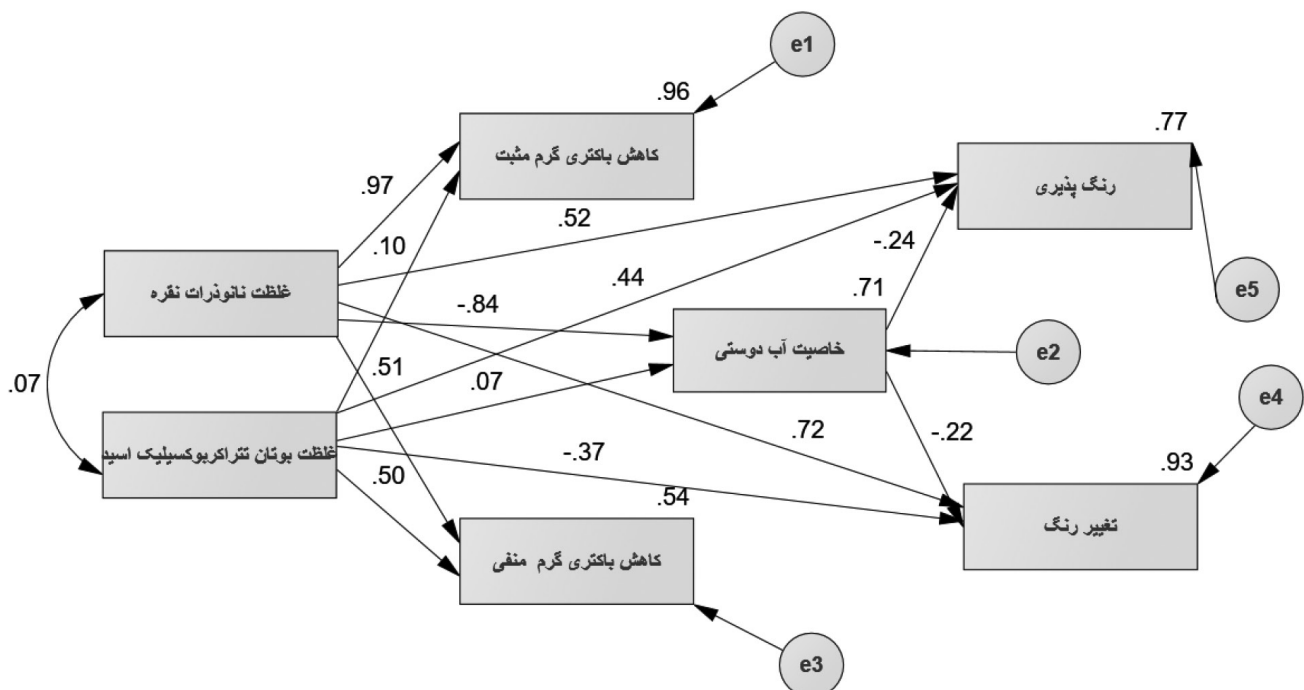 e1
.96
کاهش باکتری گرم مثبت
.77
رنگ پذیری
.97
.52
.10
-.24
غلظت نانوذرات نقره
.44
.71
e5
-.84
خاصیت آب دوستی
e2
.07
.51
.07
e4
.72
-.22
غلظت بوتان تتراکربوکسیلیک اسید
-.37
.93
.50
.54
تغییر رنگ
کاهش باکتری گرم منفی
e3